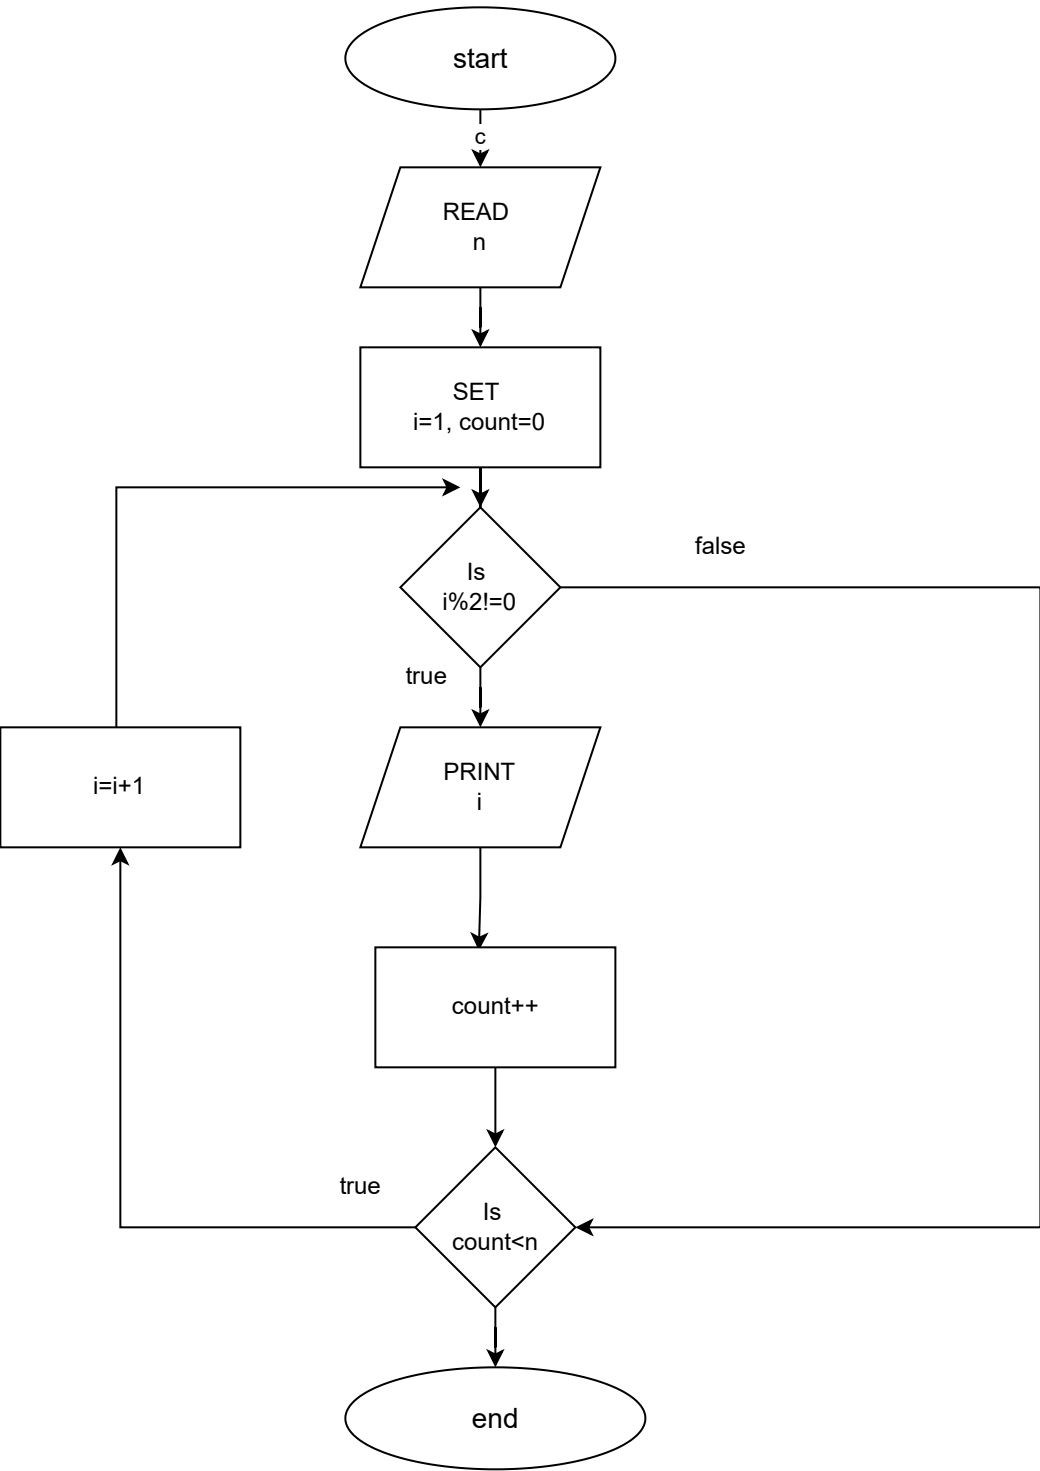 start
c
READ
n
SET
i=1, count=0
false
Is
i%2!=0
true
PRINT
i
i=i+1
count++
true
Is
count<n
end